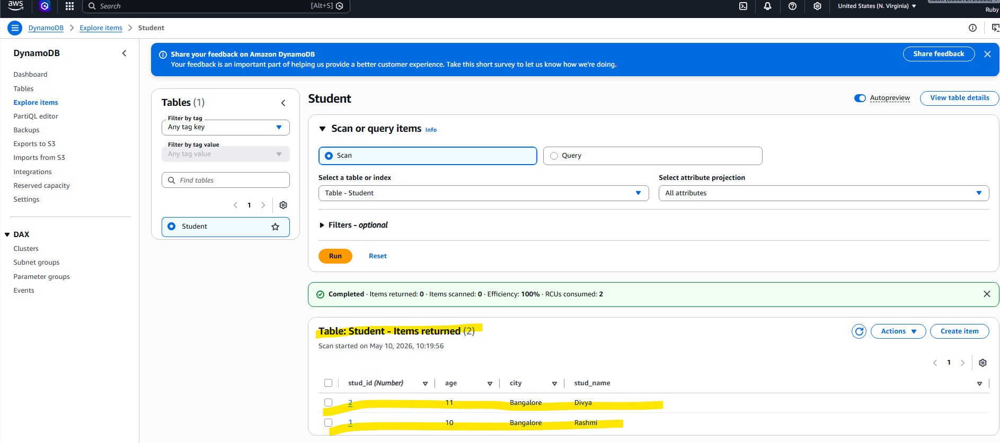 aws
Search
[Alt+S]
United States (N. Virginia)
Ruby
DynamoDB
Explore items
Student
DynamoDB
Dashboard
Tables
Explore items
PartiQL editor
Backups
Exports to S3
Imports from S3
Integrations
Reserved capacity
Settings
DAX
Clusters
Subnet groups
Parameter groups
Events
Share your feedback on Amazon DynamoDB
Your feedback is an important part of helping us provide a better customer experience. Take this short survey to let us know how we're doing.
Share feedback
Tables (1)
Filter by tag
Any tag key
Filter by tag value
Any tag value
Find tables
1
Student
Student
Autopreview
View table details
Scan or query items Info
Scan
Query
Select a table or index
Table - Student
Select attribute projection
All attributes
Filters - optional
Run
Reset
Completed · Items returned: 0 · Items scanned: 0 · Efficiency: 100% · RCUs consumed: 2
Table: Student - Items returned (2)
Actions
Create item
Scan started on May 10, 2026, 10:19:56
1
stud_id (Number) age city stud_name
2 11 Bangalore Divya
1 10 Bangalore Rashmi